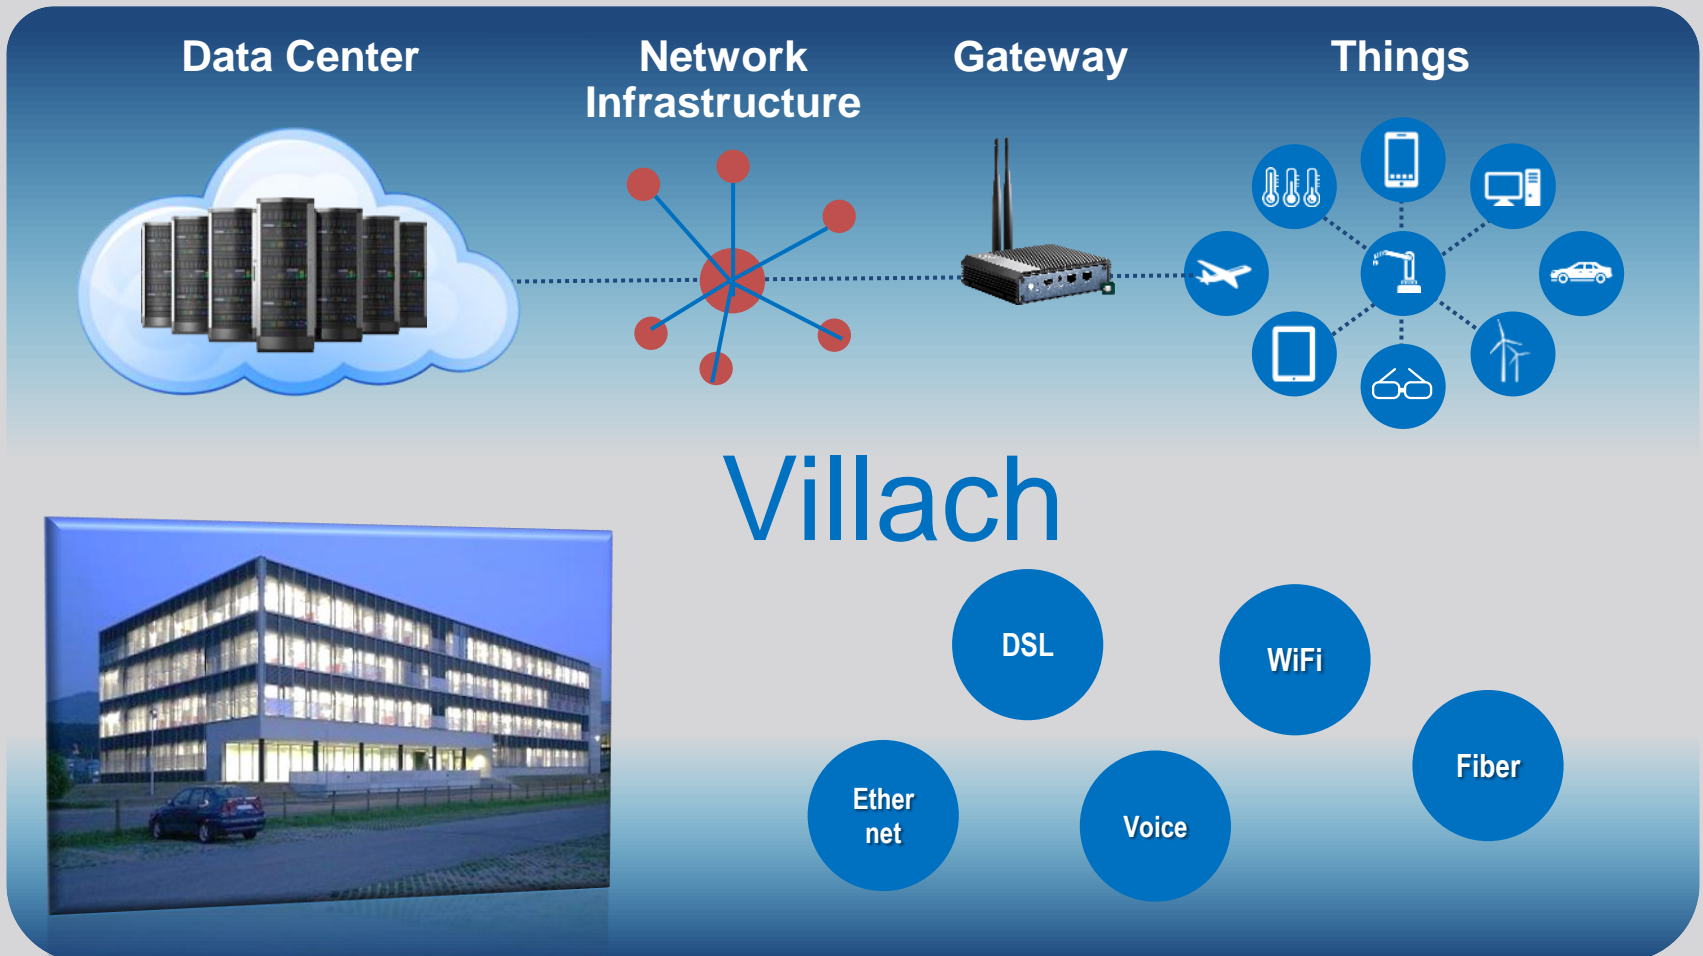 Data Center
Network
Infrastructure
Gateway
Things
Villach
DSL
WiFi
Fiber
Ether
net
Voice